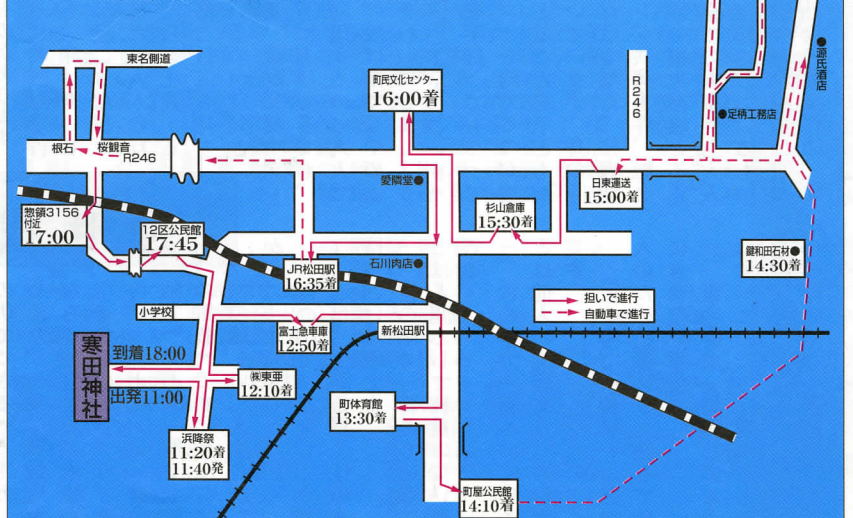 東名側道
町民文化センター
16:00着
R246
源氏酒店
足柄工務店
根石
桜観音
R246
愛隣堂
日東運送
15:00着
杉山倉庫
15:30着
惣領3156
付近
17:00
12区公民館
17:45
JR松田駅
16:35着
石川肉店
鍵和田石材
14:30着
担いで進行
自動車で進行
小学校
富士急車庫
12:50着
新松田駅
寒田神社
到着18:00
出発11:00
㈱東亜
12:10着
町体育館
13:30着
浜降祭
11:20着
11:40発
町屋公民館
14:10着